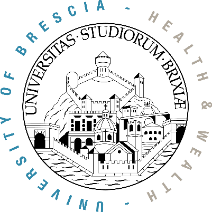 UNIVERSITY OF BRESCIA - HEALTH & WEALTH -
UNIVERSITAS·STUDIORUM·BRIXIÆ